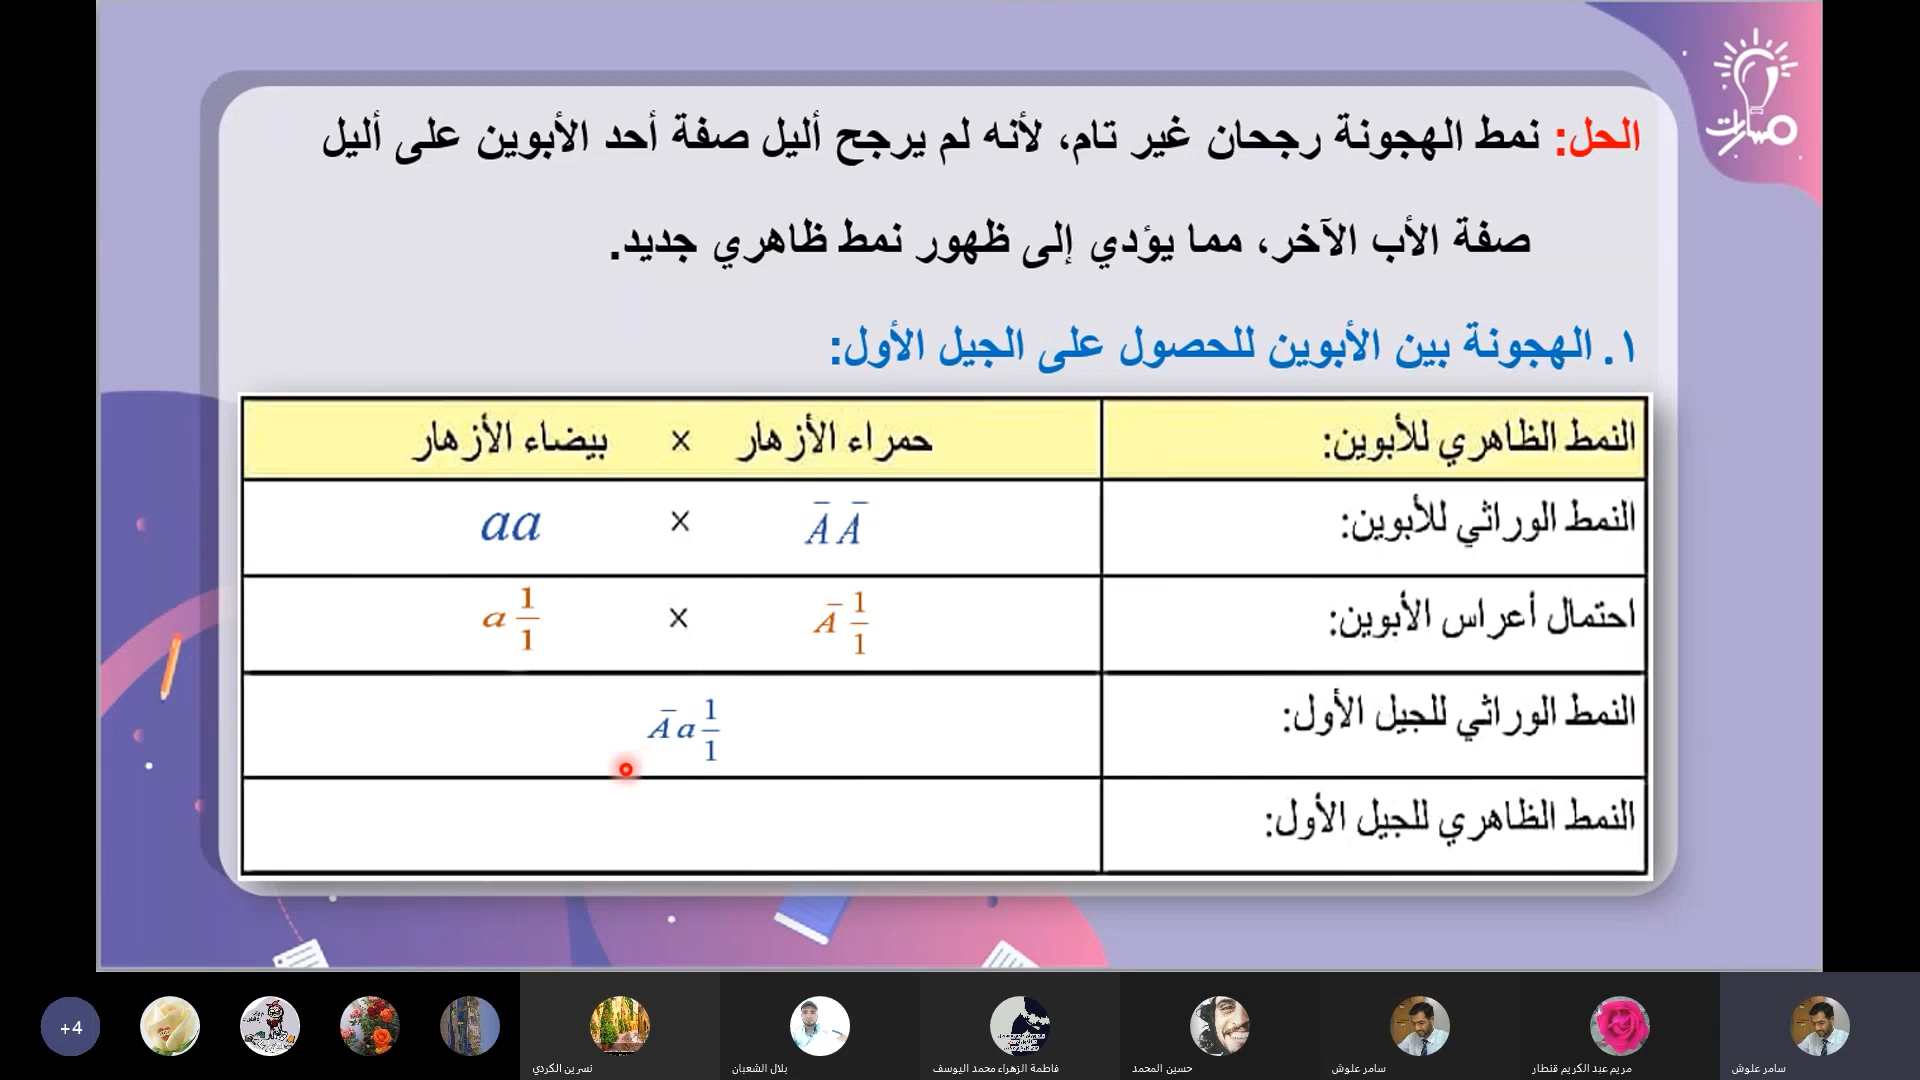 مسارات
الحل: نمط الهجونة رجحان غير تام، لأنه لم يرجح أليل صفة أحد الأبوين على أليل
صفة الأب الآخر، مما يؤدي إلى ظهور نمط ظاهري جديد.
١. الهجونة بين الأبوين للحصول على الجيل الأول:
النمط الظاهري للأبوين: حمراء الأزهار × بيضاء الأزهار
النمط الوراثي للأبوين: Ā Ā × aa
احتمال أعراس الأبوين: Ā 1/1 × a 1/1
النمط الوراثي للجيل الأول: Ā a 1/1
النمط الظاهري للجيل الأول:
+4
نسرين الكردي
بلال الشعبان
فاطمة الزهراء محمد اليوسف
حسين المحمد
سامر علوش
مريم عبد الكريم قنطار
سامر علوش